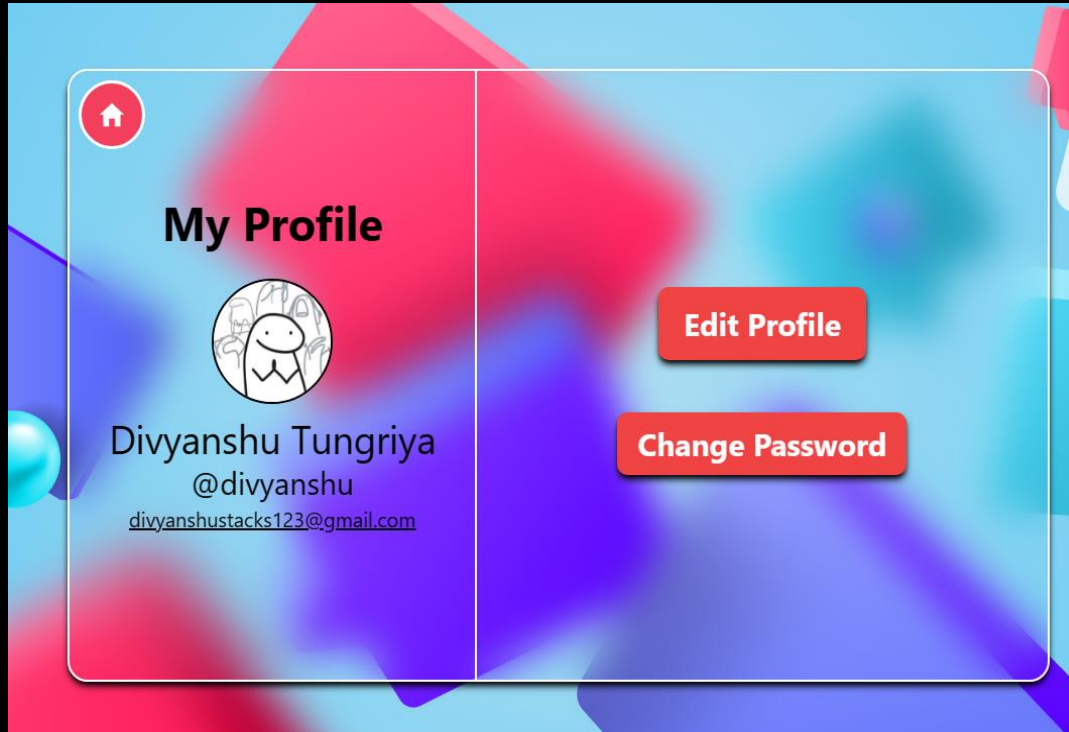 My Profile
Divyanshu Tungriya
@divyanshu
divyanshustacks123@gmail.com
Edit Profile
Change Password